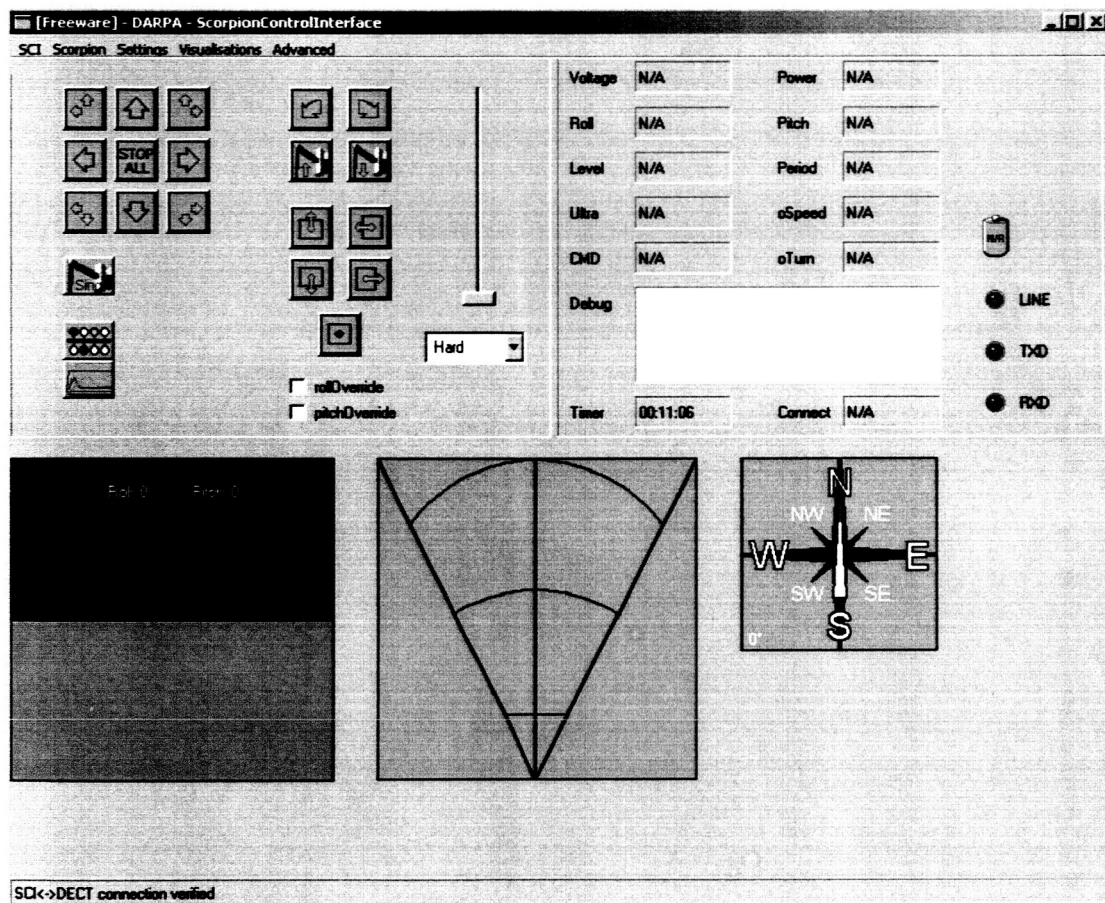 [Freeware] - DARPA - ScorpionControlInterface
SCI Scorpion Settings Visualisations Advanced
STOP ALL
Hard
rollOverride
pitchOverride
Voltage N/A Power N/A
Roll N/A Pitch N/A
Level N/A Period N/A
Ultra N/A oSpeed N/A
CMD N/A oTurn N/A
Debug
Timer 00:11:06 Connect N/A
LINE
TXD
RXD
Roll: 0 Pitch: 0
N
NW NE
W E
SW SE
S
0°
SCI<->DECT connection verified